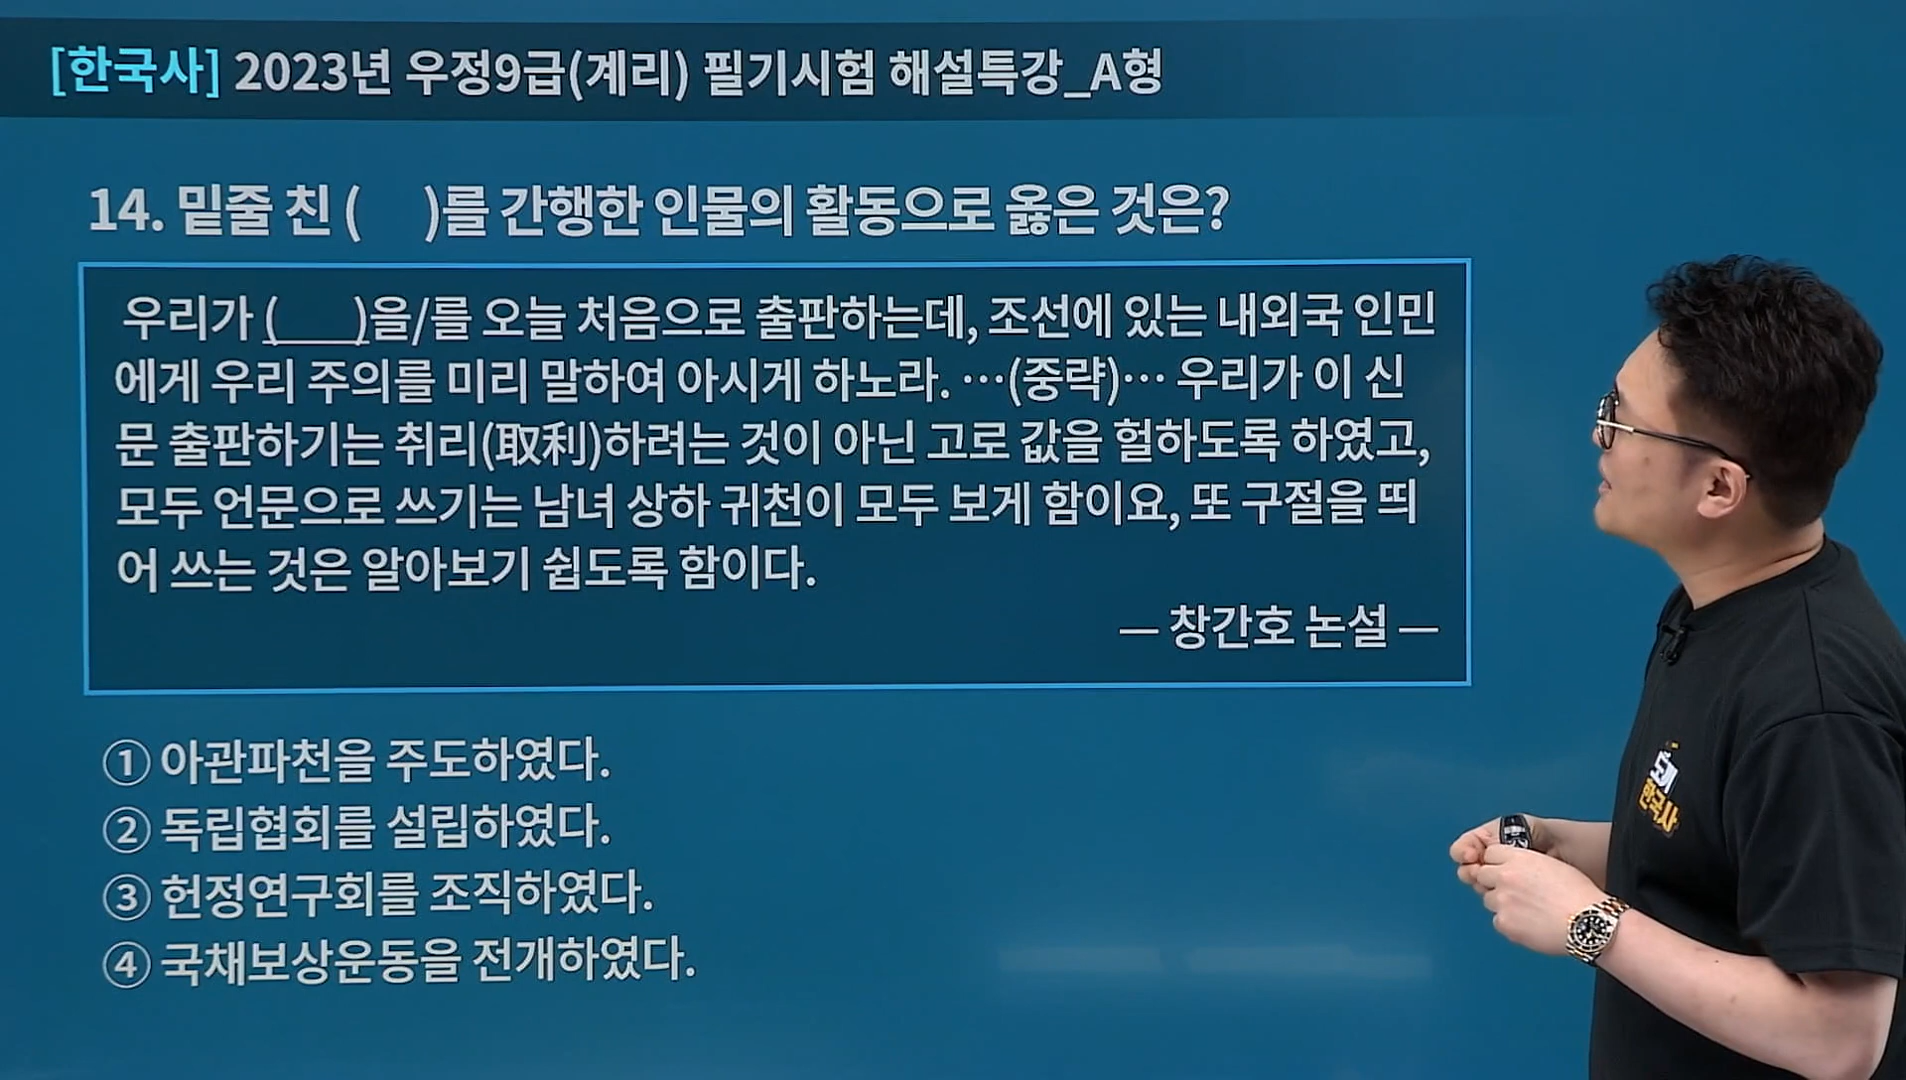 [한국사] 2023년 우정9급(계리) 필기시험 해설특강_A형
14. 밑줄 친 (    )를 간행한 인물의 활동으로 옳은 것은?
우리가 (    )을/를 오늘 처음으로 출판하는데, 조선에 있는 내외국 인민
에게 우리 주의를 미리 말하여 아시게 하노라. …(중략)… 우리가 이 신
문 출판하기는 취리(取利)하려는 것이 아닌 고로 값을 헐하도록 하였고,
모두 언문으로 쓰기는 남녀 상하 귀천이 모두 보게 함이요, 또 구절을 띄
어 쓰는 것은 알아보기 쉽도록 함이다.
— 창간호 논설 —
① 아관파천을 주도하였다.
② 독립협회를 설립하였다.
③ 헌정연구회를 조직하였다.
④ 국채보상운동을 전개하였다.
한국사